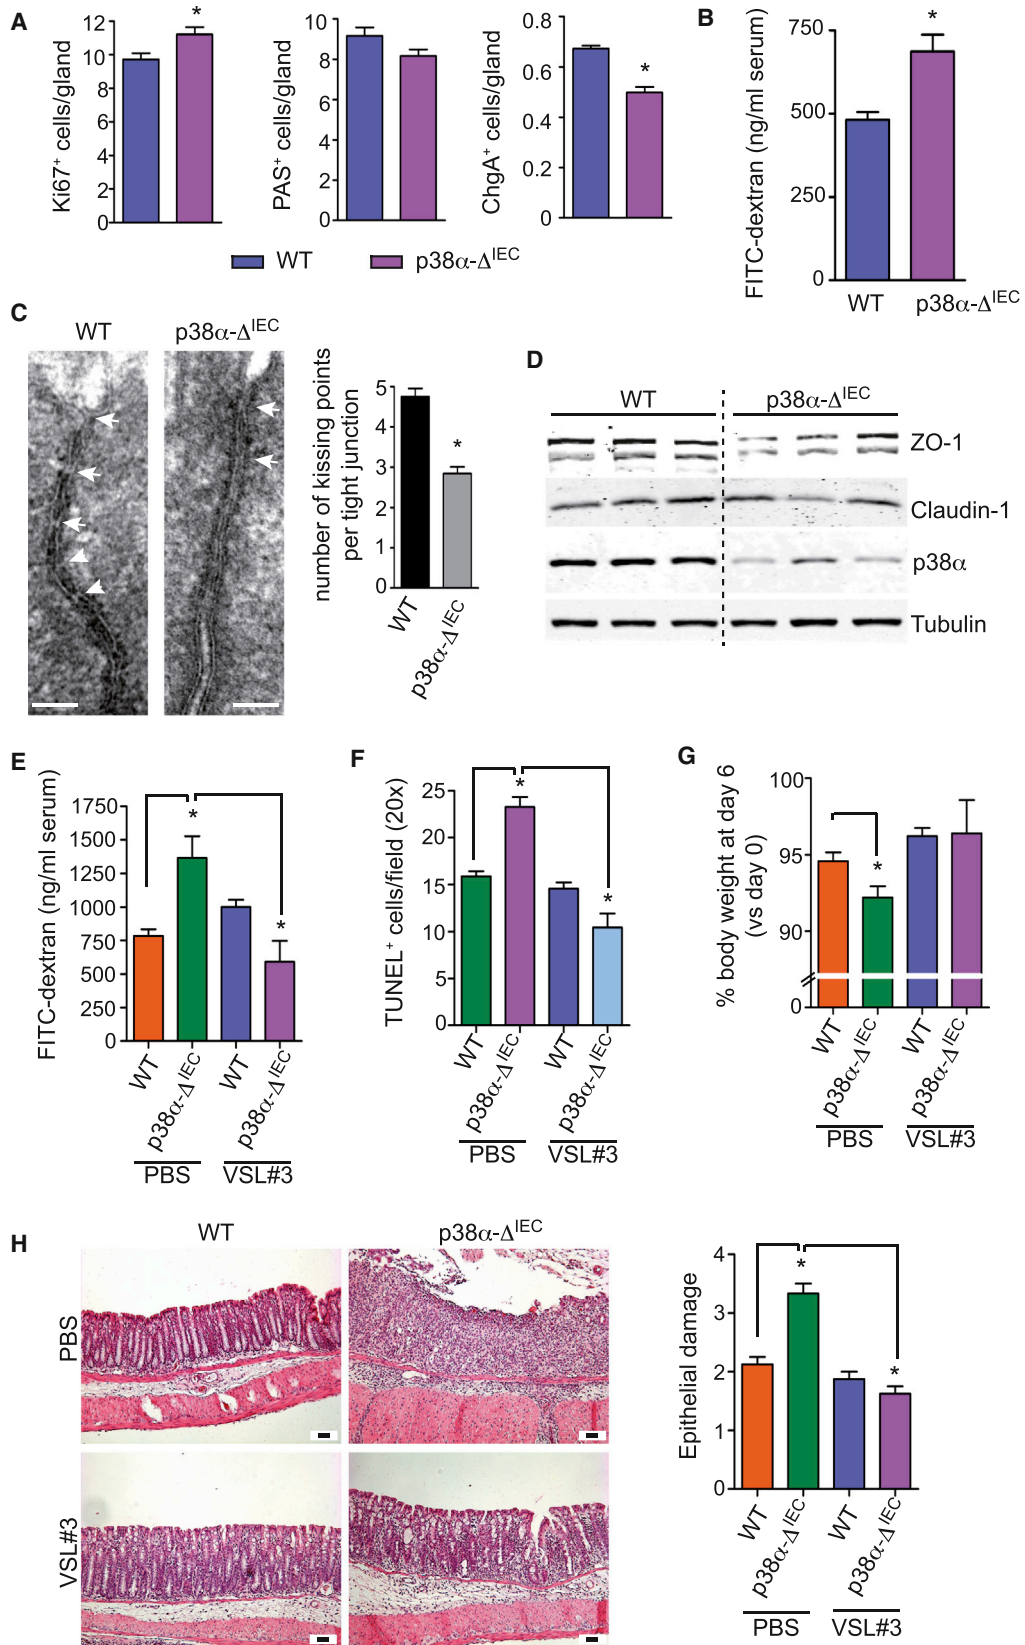 A
Ki67+ cells/gland
14
12
10
8
6
4
2
0
*
PAS+ cells/gland
10
8
6
4
2
0
ChgA+ cells/gland
0.8
0.6
0.4
0.2
0
*
WT
p38α-ΔIEC
B
FITC-dextran (ng/ml serum)
750
500
250
0
*
WT
p38α-ΔIEC
C
WT
p38α-ΔIEC
number of kissing points
per tight junction
5
4
3
2
1
0
*
WT
p38α-ΔIEC
D
WT
p38α-ΔIEC
ZO-1
Claudin-1
p38α
Tubulin
E
FITC-dextran (ng/ml serum)
1750
1500
1250
1000
750
500
250
0
*
*
WT
p38α-ΔIEC
WT
p38α-ΔIEC
PBS
VSL#3
F
TUNEL+ cells/field (20x)
25
20
15
10
5
0
*
*
WT
p38α-ΔIEC
WT
p38α-ΔIEC
PBS
VSL#3
G
% body weight at day 6
(vs day 0)
100
95
90
0
*
WT
p38α-ΔIEC
WT
p38α-ΔIEC
PBS
VSL#3
H
WT
p38α-ΔIEC
PBS
VSL#3
Epithelial damage
4
3
2
1
0
*
*
WT
p38α-ΔIEC
WT
p38α-ΔIEC
PBS
VSL#3